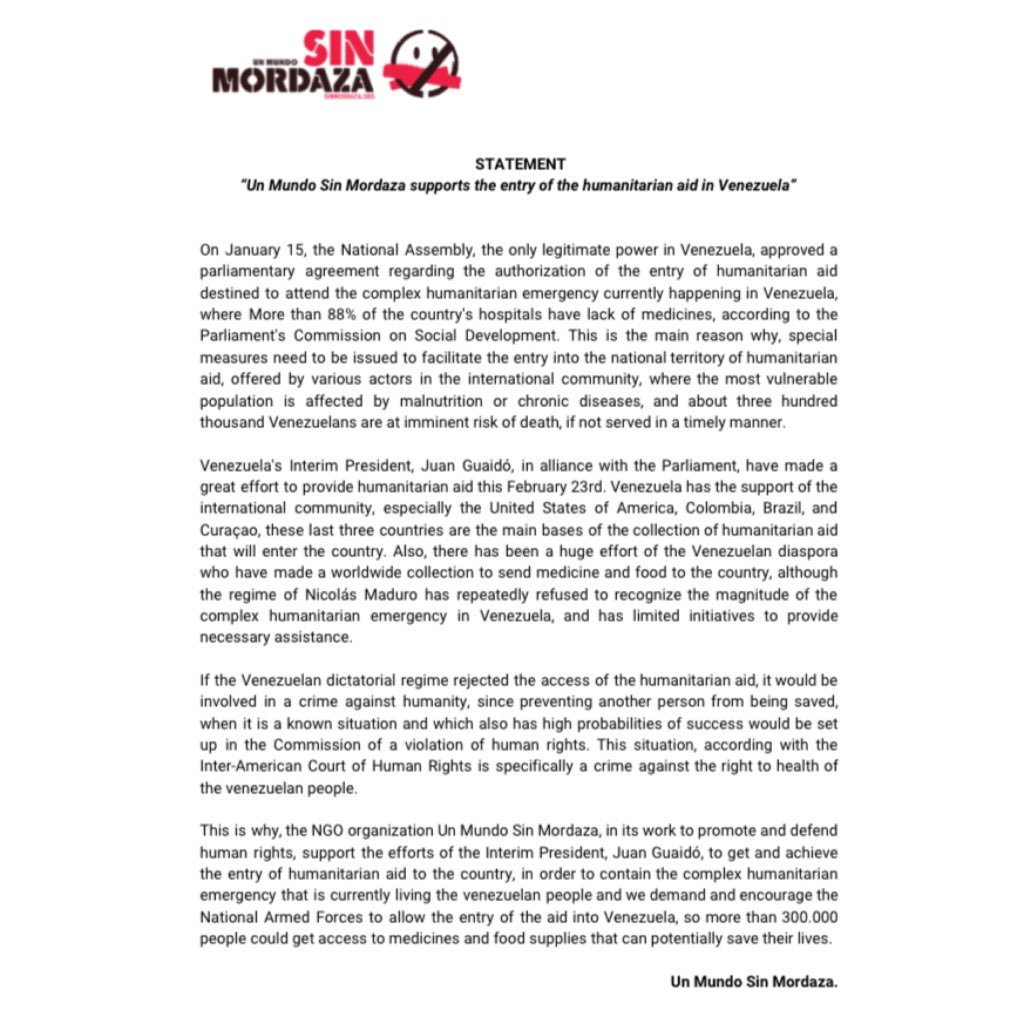 UN MUNDO SIN
MORDAZA
SINMORDAZA.ORG
STATEMENT
“Un Mundo Sin Mordaza supports the entry of the humanitarian aid in Venezuela”
On January 15, the National Assembly, the only legitimate power in Venezuela, approved a
parliamentary agreement regarding the authorization of the entry of humanitarian aid
destined to attend the complex humanitarian emergency currently happening in Venezuela,
where More than 88% of the country's hospitals have lack of medicines, according to the
Parliament's Commission on Social Development. This is the main reason why, special
measures need to be issued to facilitate the entry into the national territory of humanitarian
aid, offered by various actors in the international community, where the most vulnerable
population is affected by malnutrition or chronic diseases, and about three hundred
thousand Venezuelans are at imminent risk of death, if not served in a timely manner.
Venezuela's Interim President, Juan Guaidó, in alliance with the Parliament, have made a
great effort to provide humanitarian aid this February 23rd. Venezuela has the support of the
international community, especially the United States of America, Colombia, Brazil, and
Curaçao, these last three countries are the main bases of the collection of humanitarian aid
that will enter the country. Also, there has been a huge effort of the Venezuelan diaspora
who have made a worldwide collection to send medicine and food to the country, although
the regime of Nicolás Maduro has repeatedly refused to recognize the magnitude of the
complex humanitarian emergency in Venezuela, and has limited initiatives to provide
necessary assistance.
If the Venezuelan dictatorial regime rejected the access of the humanitarian aid, it would be
involved in a crime against humanity, since preventing another person from being saved,
when it is a known situation and which also has high probabilities of success would be set
up in the Commission of a violation of human rights. This situation, according with the
Inter-American Court of Human Rights is specifically a crime against the right to health of
the venezuelan people.
This is why, the NGO organization Un Mundo Sin Mordaza, in its work to promote and defend
human rights, support the efforts of the Interim President, Juan Guaidó, to get and achieve
the entry of humanitarian aid to the country, in order to contain the complex humanitarian
emergency that is currently living the venezuelan people and we demand and encourage the
National Armed Forces to allow the entry of the aid into Venezuela, so more than 300.000
people could get access to medicines and food supplies that can potentially save their lives.
Un Mundo Sin Mordaza.